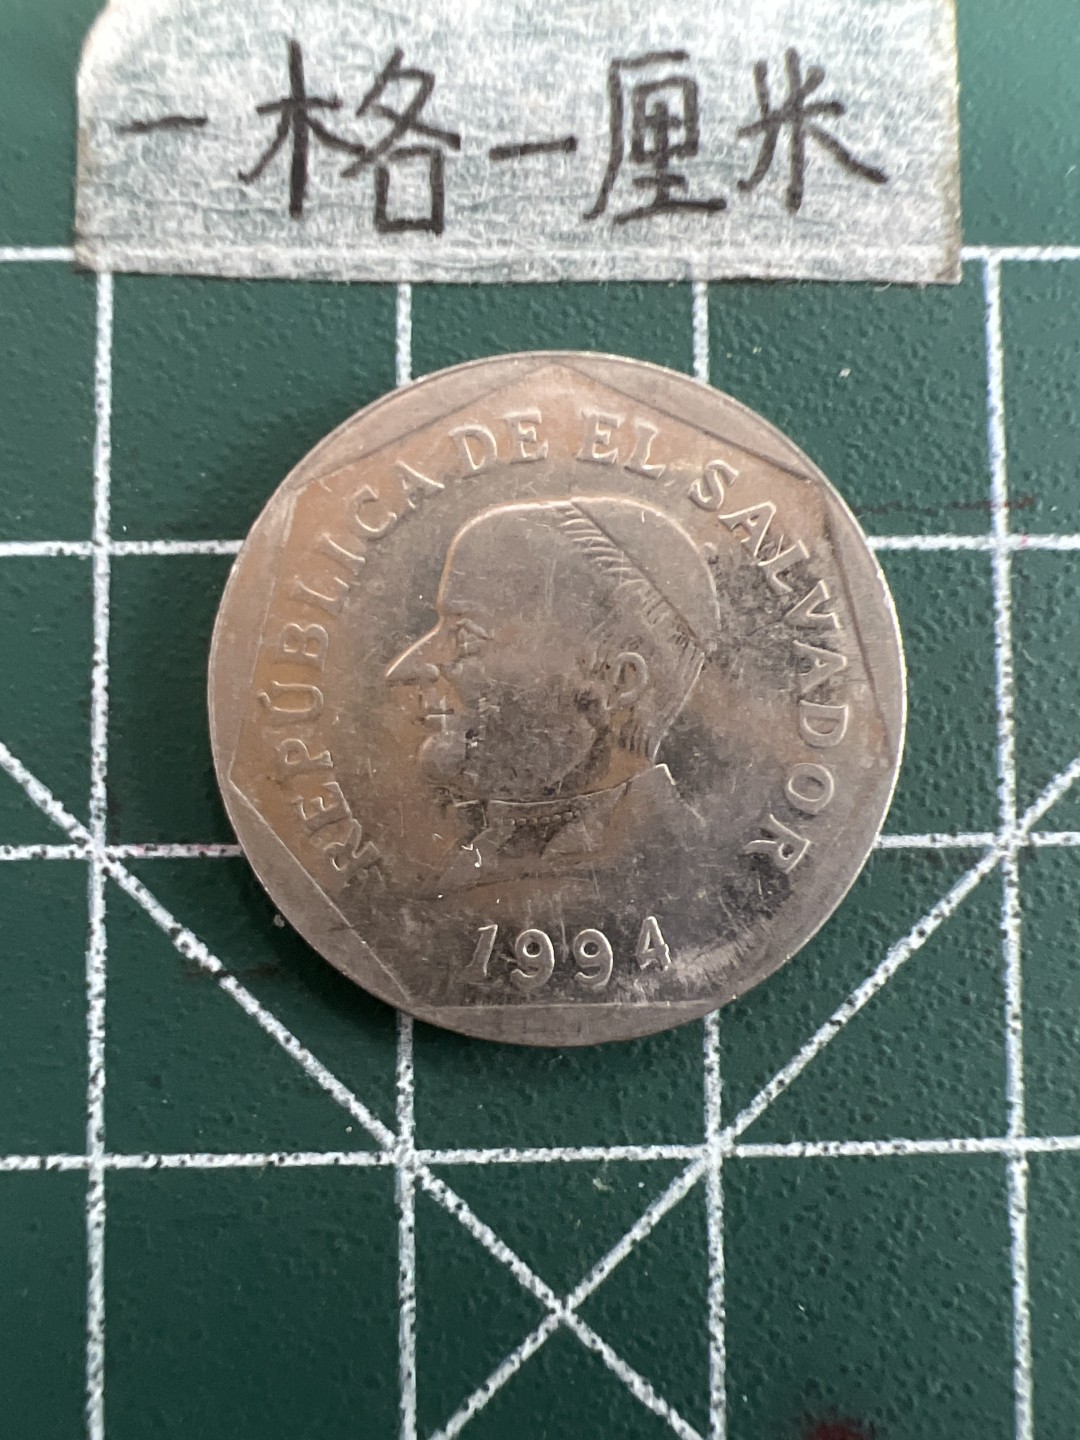 一格一厘米
REPÚBLICA DE EL SALVADOR
1994